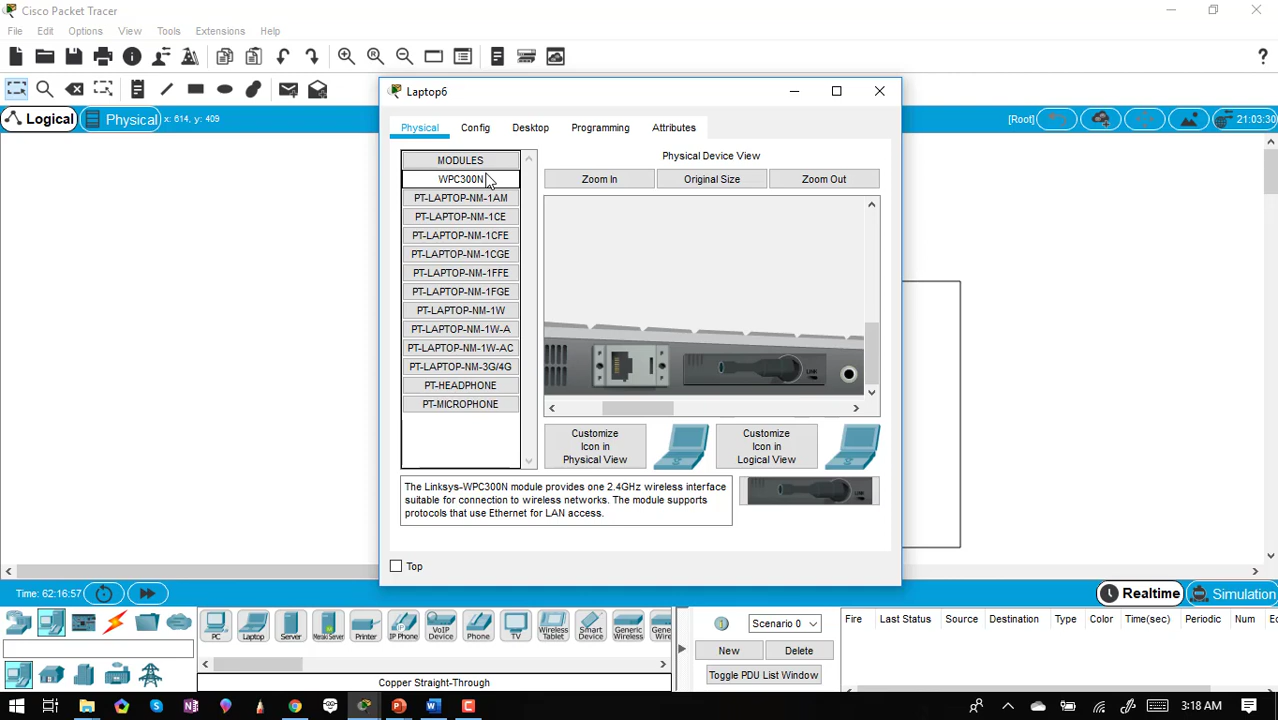 Cisco Packet Tracer
File Edit Options View Tools Extensions Help
?
Logical Physical x: 614, y: 409 [Root] 21:03:30
Laptop6
Physical Config Desktop Programming Attributes
MODULES
WPC300N
PT-LAPTOP-NM-1AM
PT-LAPTOP-NM-1CE
PT-LAPTOP-NM-1CFE
PT-LAPTOP-NM-1CGE
PT-LAPTOP-NM-1FFE
PT-LAPTOP-NM-1FGE
PT-LAPTOP-NM-1W
PT-LAPTOP-NM-1W-A
PT-LAPTOP-NM-1W-AC
PT-LAPTOP-NM-3G/4G
PT-HEADPHONE
PT-MICROPHONE
Physical Device View
Zoom In Original Size Zoom Out
LINK
Customize
Icon in
Physical View
Customize
Icon in
Logical View
The Linksys-WPC300N module provides one 2.4GHz wireless interface
suitable for connection to wireless networks. The module supports
protocols that use Ethernet for LAN access.
Top
Time: 62:16:57 Realtime Simulation
PC
Laptop
Server
Meraki Server
Printer
IP Phone
VoIP
Device
Phone
TV
Wireless
Tablet
Smart
Device
Generic
Wireless
Copper Straight-Through
Scenario 0
New Delete
Toggle PDU List Window
Fire Last Status Source Destination Type Color Time(sec) Periodic Num
3:18 AM